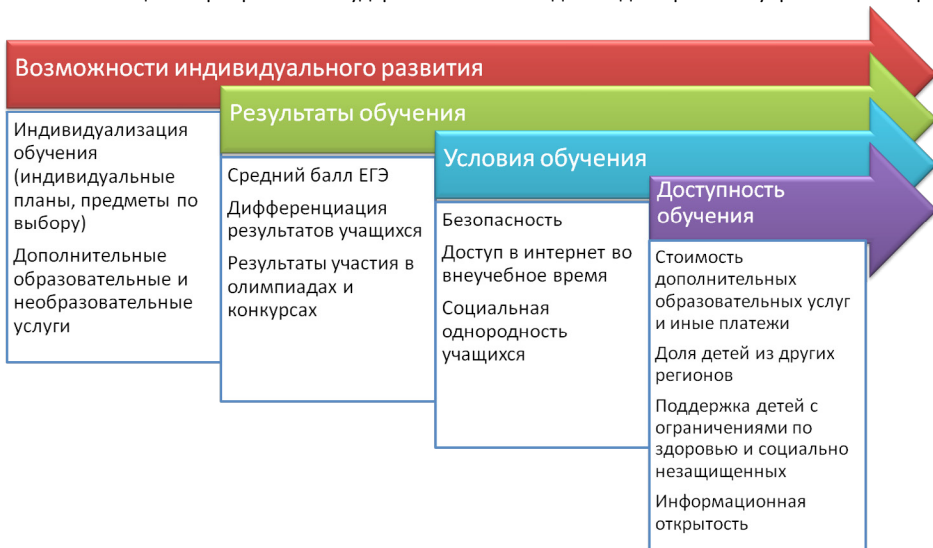 Возможности индивидуального развития
Индивидуализация
обучения
(индивидуальные
планы, предметы по
выбору)
Дополнительные
образовательные и
необразовательные
услуги
Результаты обучения
Средний балл ЕГЭ
Дифференциация
результатов учащихся
Результаты участия в
олимпиадах и
конкурсах
Условия обучения
Безопасность
Доступ в интернет во
внеучебное время
Социальная
однородность
учащихся
Доступность
обучения
Стоимость
дополнительных
образовательных услуг
и иные платежи
Доля детей из других
регионов
Поддержка детей с
ограничениями по
здоровью и социально
незащищенных
Информационная
открытость